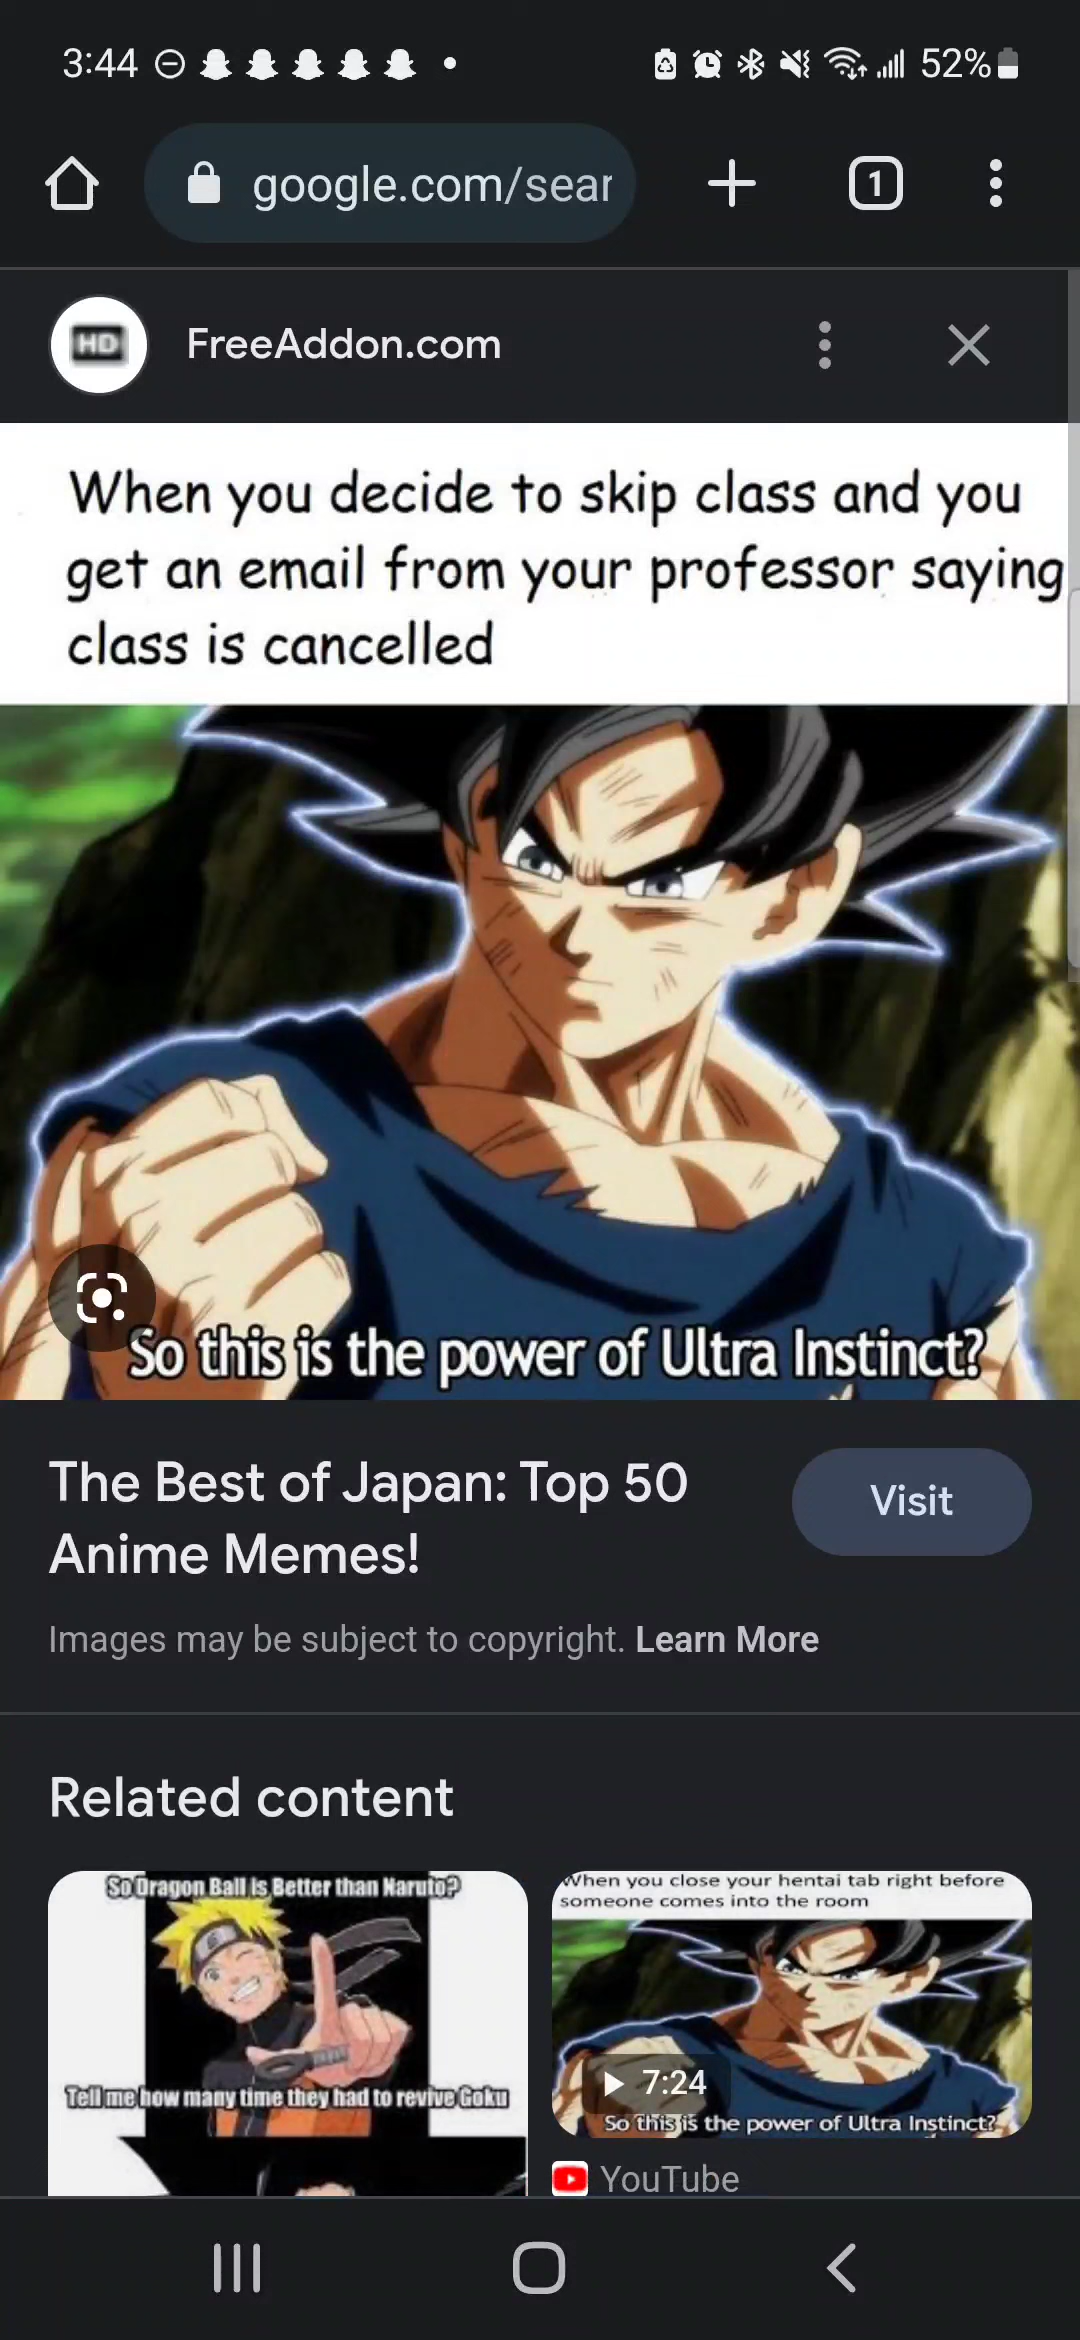 3:44
52%
google.com/sear
1
HD
FreeAddon.com
When you decide to skip class and you
get an email from your professor saying
class is cancelled
So this is the power of Ultra Instinct?
The Best of Japan: Top 50
Anime Memes!
Visit
Images may be subject to copyright. Learn More
Related content
So Dragon Ball is Better than Naruto?
Tell me how many time they had to revive Goku
When you close your hentai tab right before
someone comes into the room
7:24
So this is the power of Ultra Instinct?
YouTube